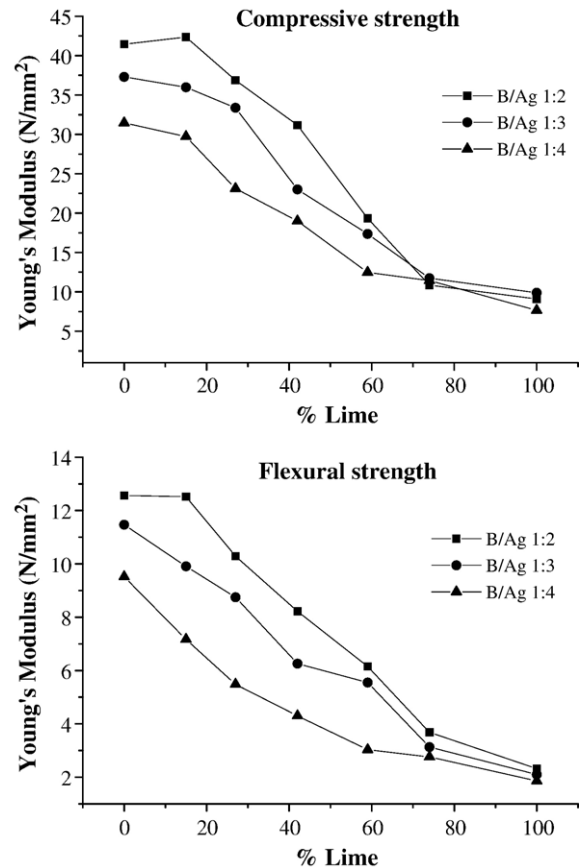 Compressive strength
45
40
35
30
25
20
15
10
5
Young's Modulus (N/mm²)
B/Ag 1:2
B/Ag 1:3
B/Ag 1:4
0 20 40 60 80 100
% Lime
Flexural strength
14
12
10
8
6
4
2
Young's Modulus (N/mm²)
B/Ag 1:2
B/Ag 1:3
B/Ag 1:4
0 20 40 60 80 100
% Lime